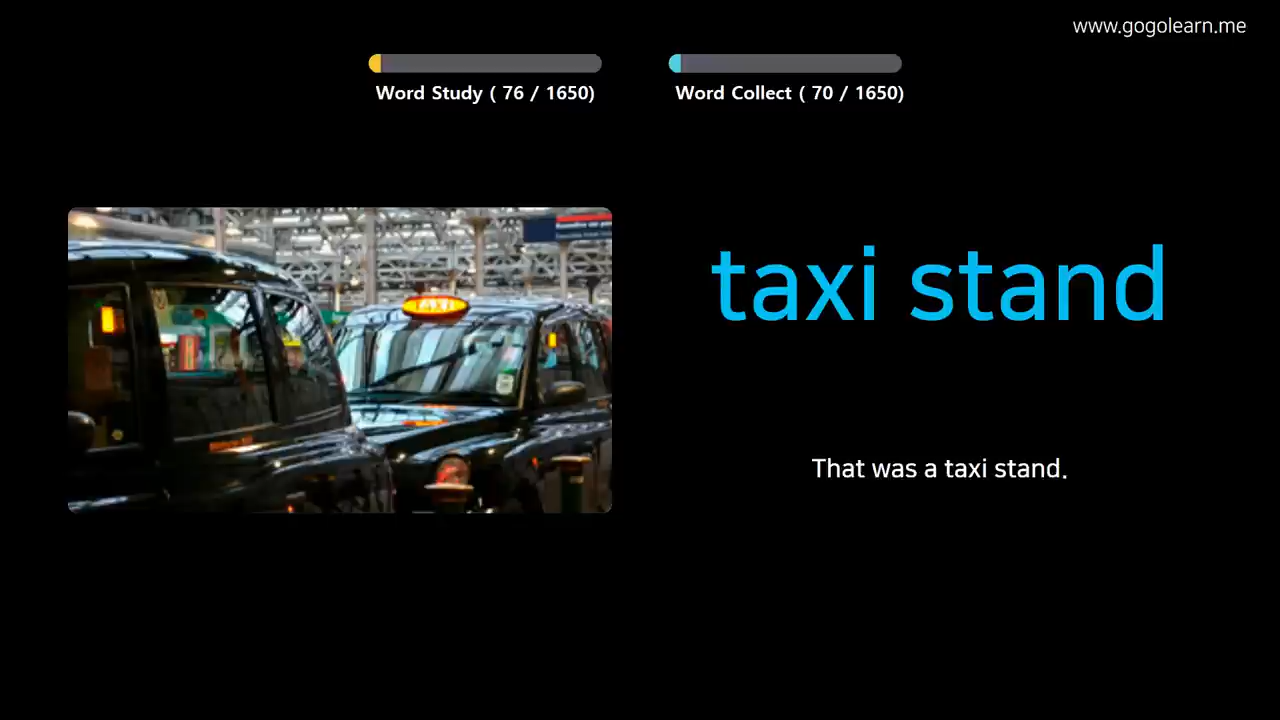 www.gogolearn.me
Word Study ( 76 / 1650)
Word Collect ( 70 / 1650)
TAXI
taxi stand
That was a taxi stand.